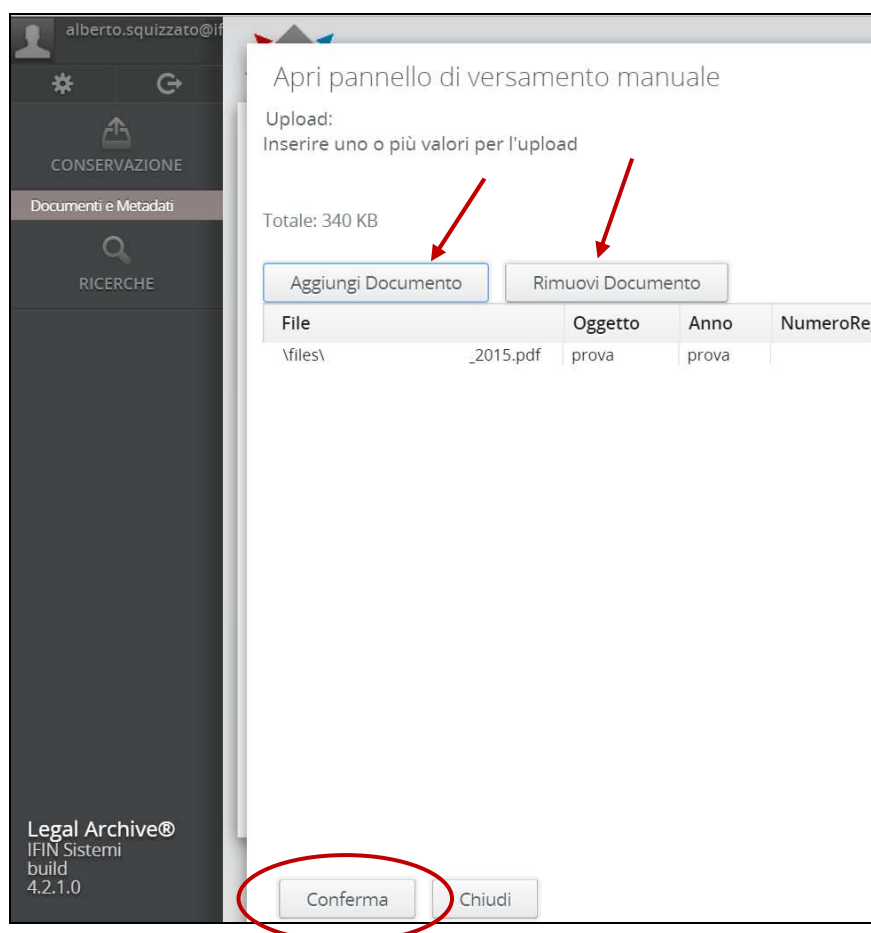 alberto.squizzato@if
CONSERVAZIONE
Documenti e Metadati
RICERCHE
Apri pannello di versamento manuale
Upload:
Inserire uno o più valori per l'upload
Totale: 340 KB
Aggiungi Documento Rimuovi Documento
File Oggetto Anno NumeroRe
\files\ _2015.pdf prova prova
Conferma Chiudi
Legal Archive®
IFIN Sistemi
build
4.2.1.0